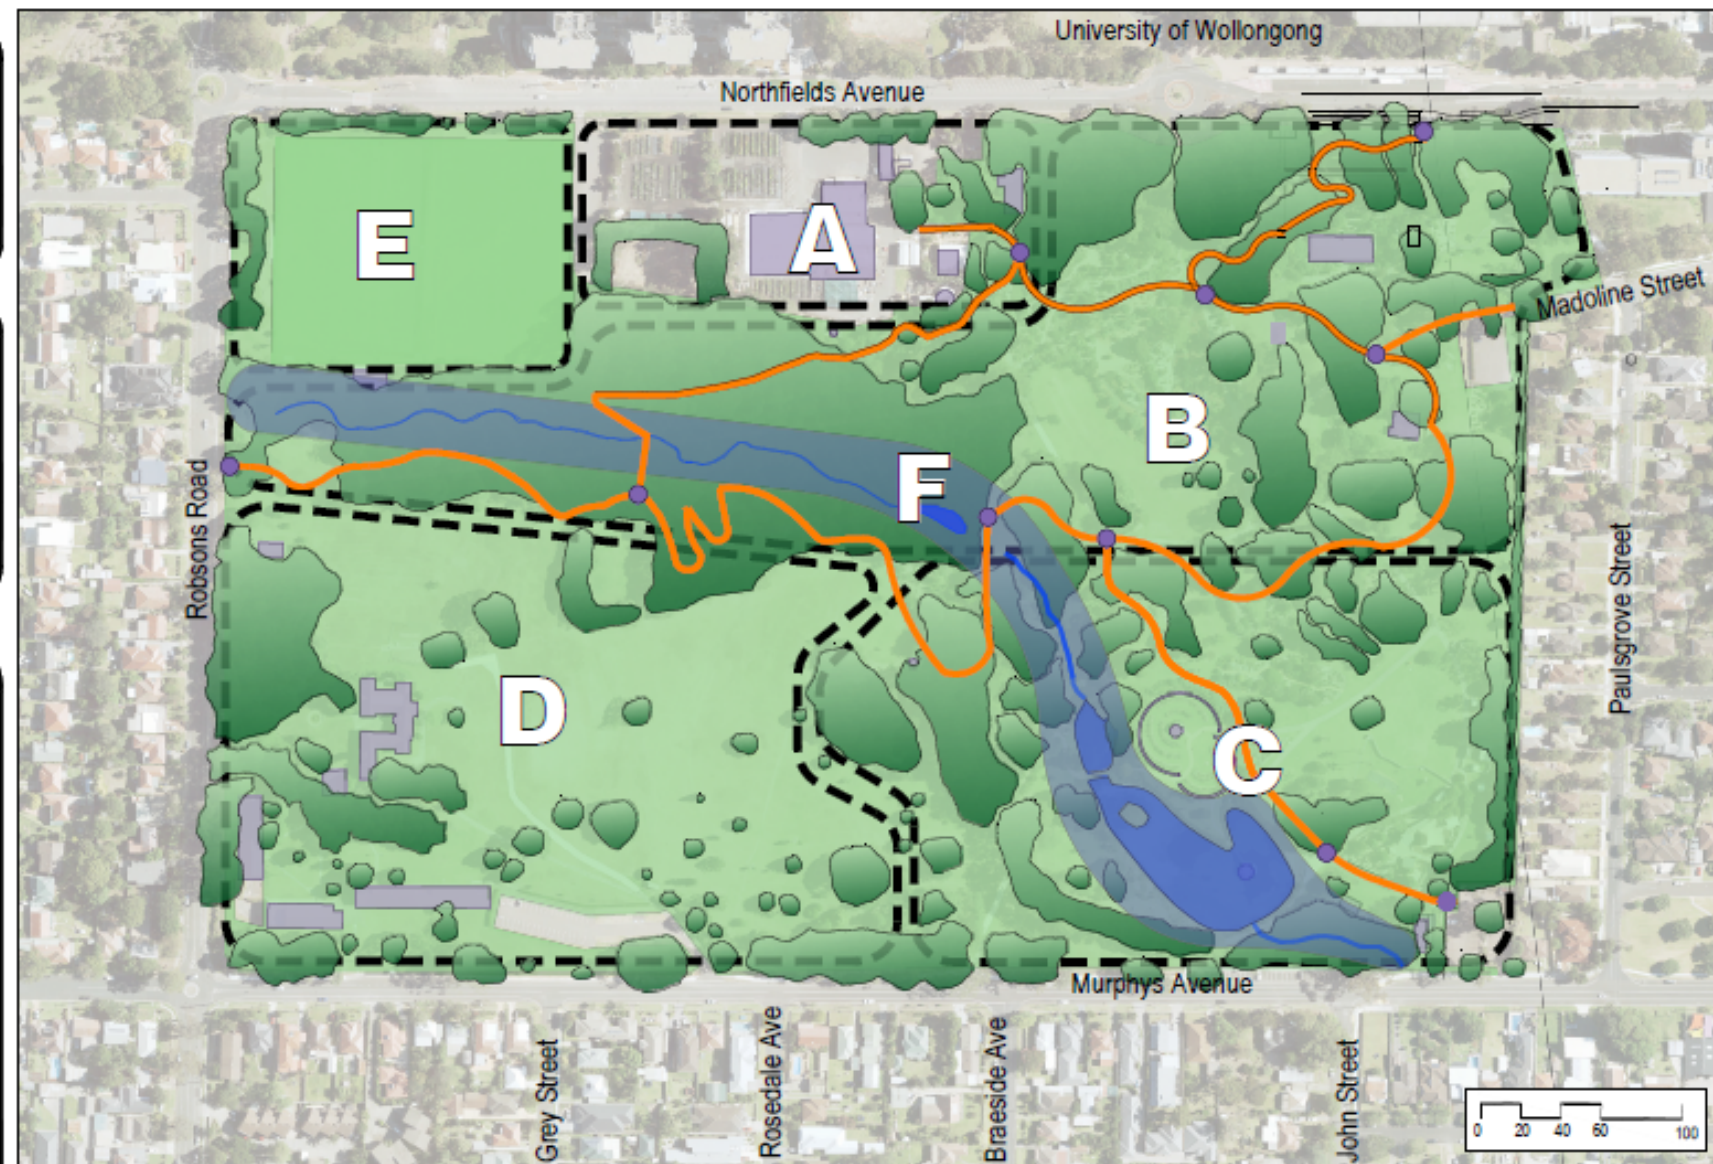 University of Wollongong
Northfields Avenue
E
A
Madoline Street
B
F
Robsons Road
Paulsgrove Street
D
C
Murphys Avenue
Grey Street
Rosedale Ave
Braeside Ave
John Street
0 20 40 60 100